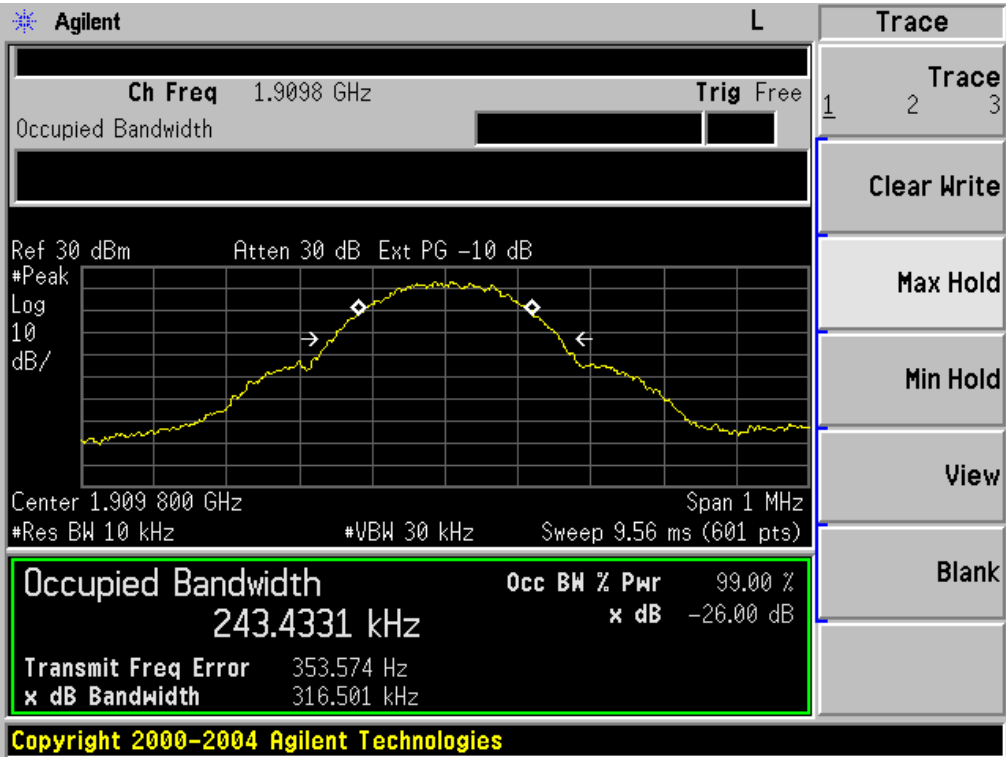 Agilent L Trace
Ch Freq 1.9098 GHz Trig Free
Occupied Bandwidth
Trace
1 2 3
Clear Write
Ref 30 dBm Atten 30 dB Ext PG -10 dB
#Peak
Log
10
dB/
Max Hold
Min Hold
View
Center 1.909 800 GHz Span 1 MHz
#Res BW 10 kHz #VBW 30 kHz Sweep 9.56 ms (601 pts)
Blank
Occupied Bandwidth Occ BW % Pwr 99.00 %
243.4331 kHz x dB -26.00 dB
Transmit Freq Error 353.574 Hz
x dB Bandwidth 316.501 kHz
Copyright 2000-2004 Agilent Technologies